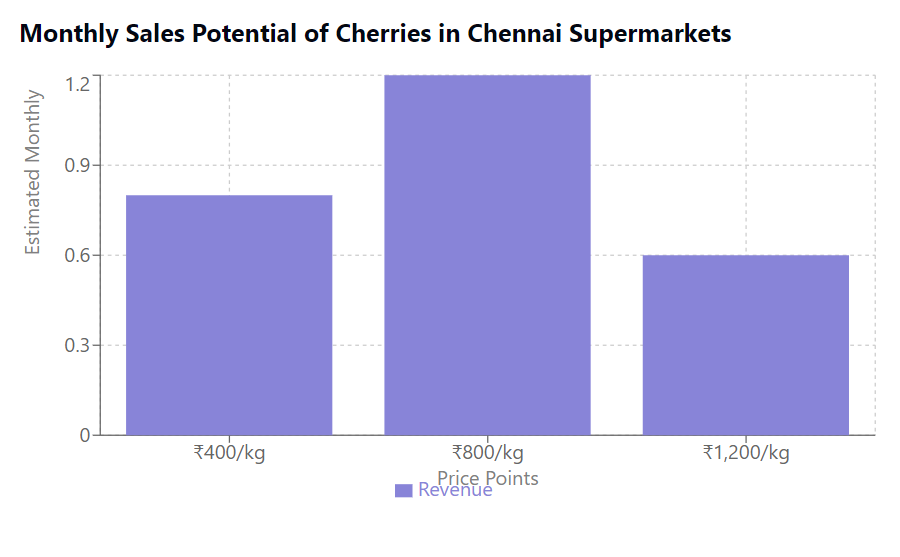 Monthly Sales Potential of Cherries in Chennai Supermarkets
Estimated Monthly
1.2
0.9
0.6
0.3
0
₹400/kg
₹800/kg
₹1,200/kg
Price Points
Revenue